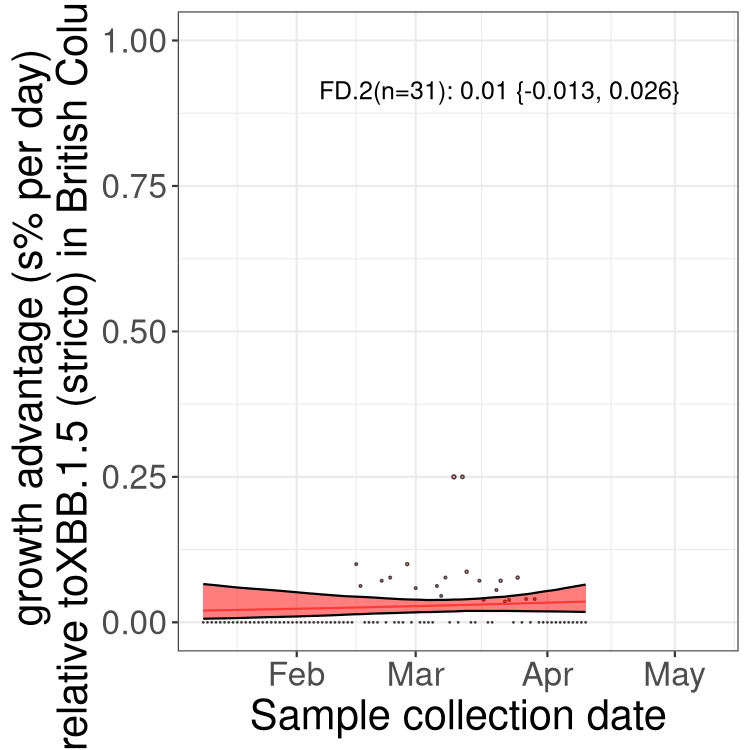 growth advantage (s% per day)
relative toXBB.1.5 (stricto) in British Colu
1.00
0.75
0.50
0.25
0.00
FD.2(n=31): 0.01 {-0.013, 0.026}
Feb Mar Apr May
Sample collection date